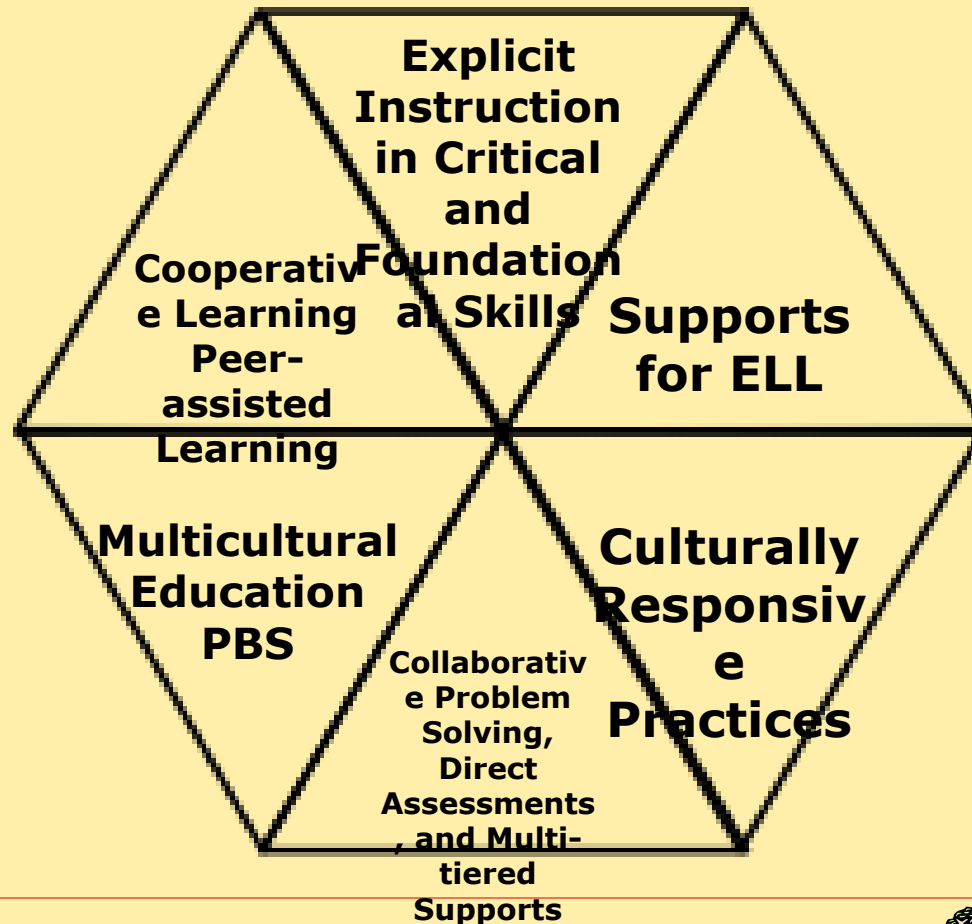 Explicit
Instruction
in Critical
and
Foundation
al Skills
Cooperativ
e Learning
Peer-
assisted
Learning
Supports
for ELL
Multicultural
Education
PBS
Culturally
Responsiv
e
Practices
Collaborativ
e Problem
Solving,
Direct
Assessments
, and Multi-
tiered
Supports